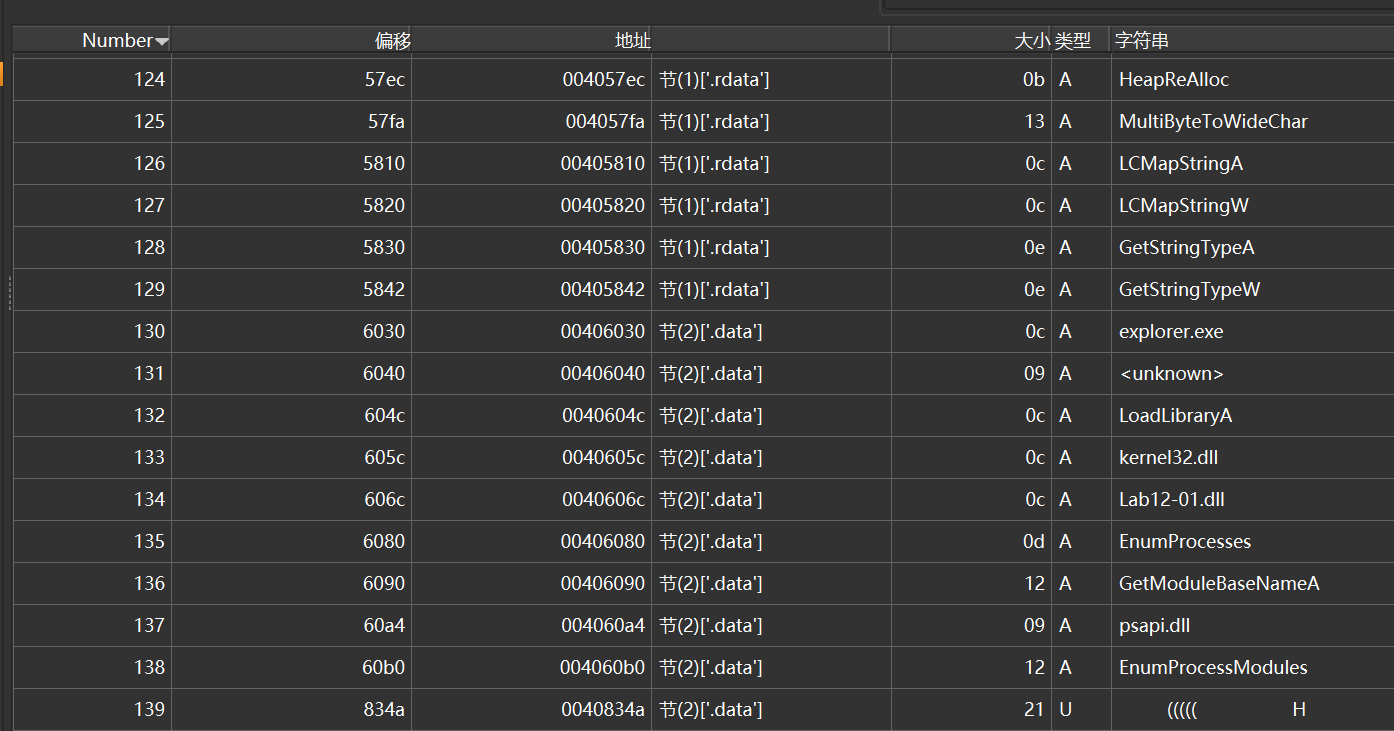 Number 偏移 地址 大小 类型 字符串
124 57ec 004057ec 节(1)['.rdata'] 0b A HeapReAlloc
125 57fa 004057fa 节(1)['.rdata'] 13 A MultiByteToWideChar
126 5810 00405810 节(1)['.rdata'] 0c A LCMapStringA
127 5820 00405820 节(1)['.rdata'] 0c A LCMapStringW
128 5830 00405830 节(1)['.rdata'] 0e A GetStringTypeA
129 5842 00405842 节(1)['.rdata'] 0e A GetStringTypeW
130 6030 00406030 节(2)['.data'] 0c A explorer.exe
131 6040 00406040 节(2)['.data'] 09 A <unknown>
132 604c 0040604c 节(2)['.data'] 0c A LoadLibraryA
133 605c 0040605c 节(2)['.data'] 0c A kernel32.dll
134 606c 0040606c 节(2)['.data'] 0c A Lab12-01.dll
135 6080 00406080 节(2)['.data'] 0d A EnumProcesses
136 6090 00406090 节(2)['.data'] 12 A GetModuleBaseNameA
137 60a4 004060a4 节(2)['.data'] 09 A psapi.dll
138 60b0 004060b0 节(2)['.data'] 12 A EnumProcessModules
139 834a 0040834a 节(2)['.data'] 21 U ((((( H